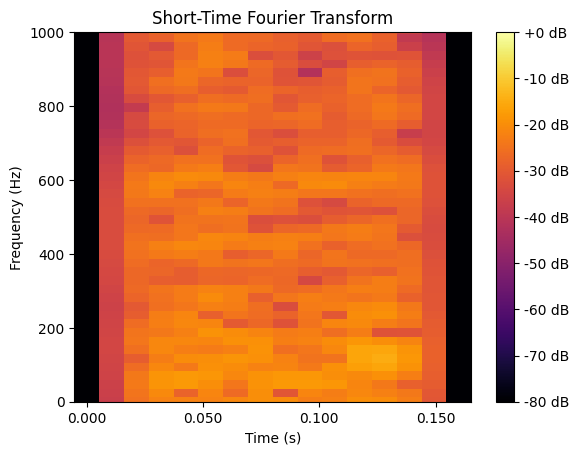 Short-Time Fourier Transform
1000
800
600
400
200
0
Frequency (Hz)
0.000
0.050
0.100
0.150
Time (s)
+0 dB
-10 dB
-20 dB
-30 dB
-40 dB
-50 dB
-60 dB
-70 dB
-80 dB